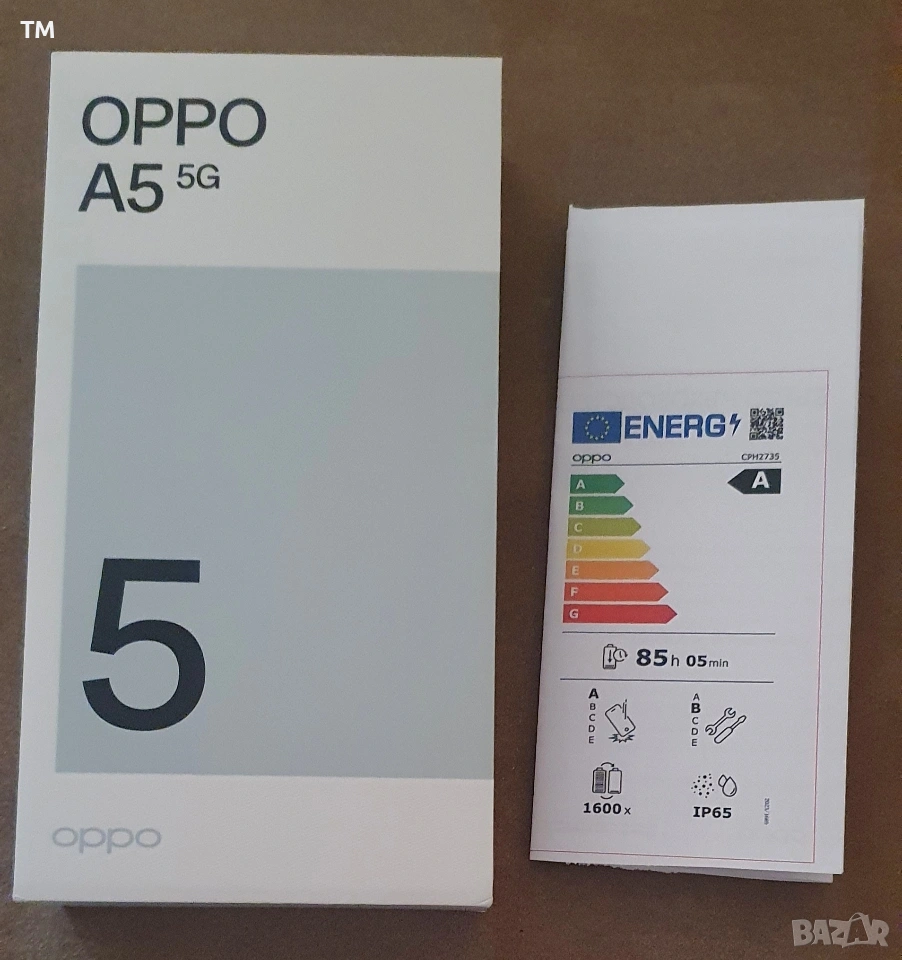 TM
OPPO
A5 5G
5
oppo
ENERG
oppo CPH2735
A
A
B
C
D
E
F
G
85h 05min
A
B
C
D
E
A
B
C
D
E
1600x
IP65
BAZAR